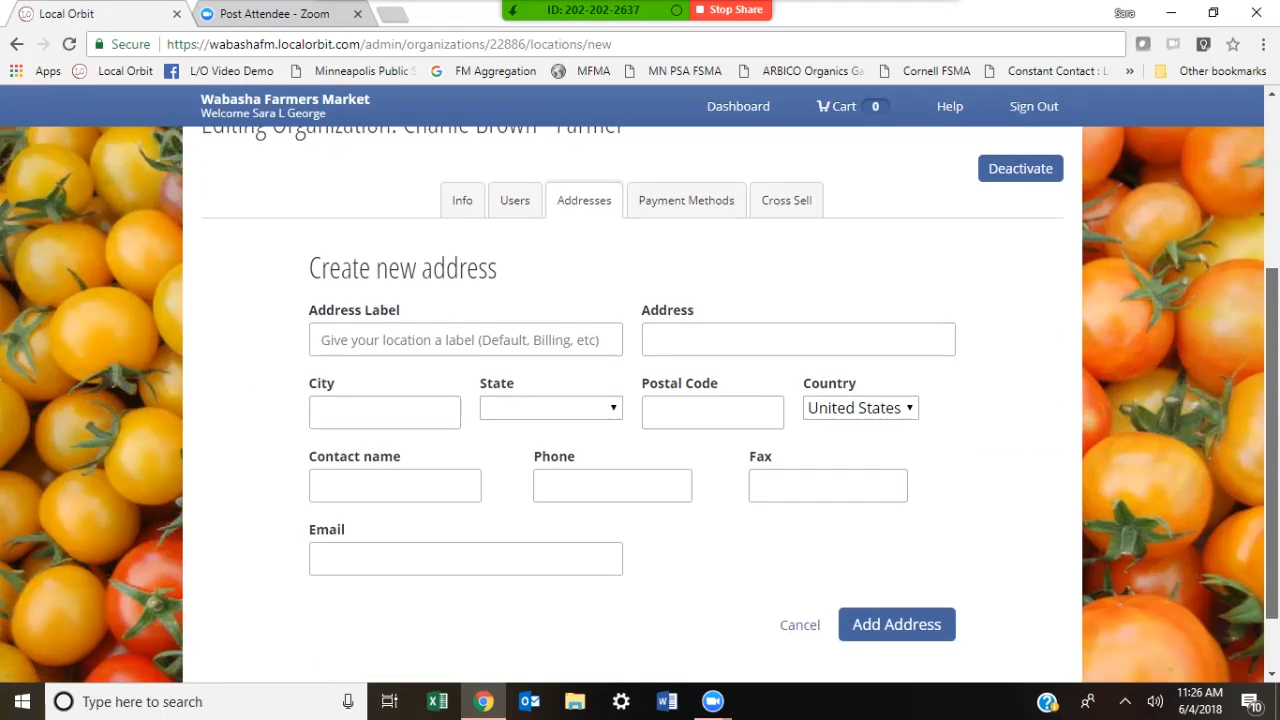 Local Orbit
Post Attendee - Zoom
ID: 202-202-2637
Stop Share
Sara
Secure
https://wabashafm.localorbit.com/admin/organizations/22886/locations/new
Apps
Local Orbit
L/O Video Demo
Minneapolis Public S
FM Aggregation
MFMA
MN PSA FSMA
ARBICO Organics Ga
Cornell FSMA
Constant Contact : L
»
Other bookmarks
Wabasha Farmers Market
Welcome Sara L George
Dashboard
Cart 0
Help
Sign Out
Editing Organization: Charlie Brown - Farmer
Deactivate
Info
Users
Addresses
Payment Methods
Cross Sell
Create new address
Address Label
Address
Give your location a label (Default, Billing, etc)
City
State
Postal Code
Country
United States
Contact name
Phone
Fax
Email
Cancel
Add Address
Type here to search
11:26 AM
6/4/2018
10